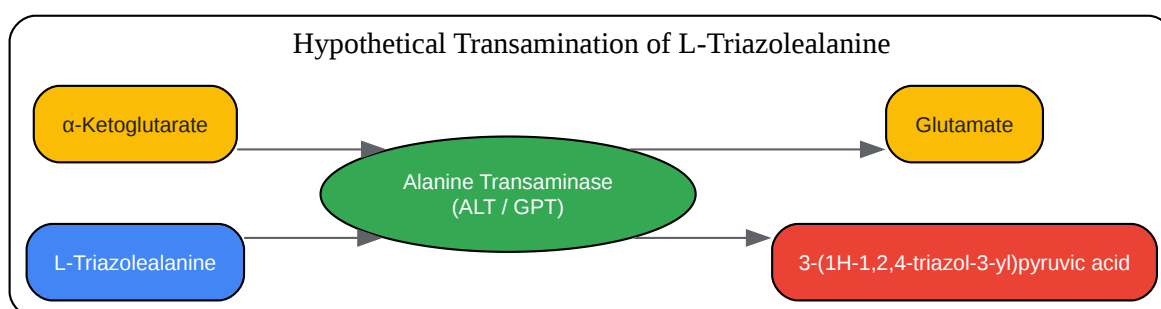 Hypothetical Transamination of L-Triazolealanine
α-Ketoglutarate
Glutamate
Alanine Transaminase
(ALT / GPT)
L-Triazolealanine
3-(1H-1,2,4-triazol-3-yl)pyruvic acid